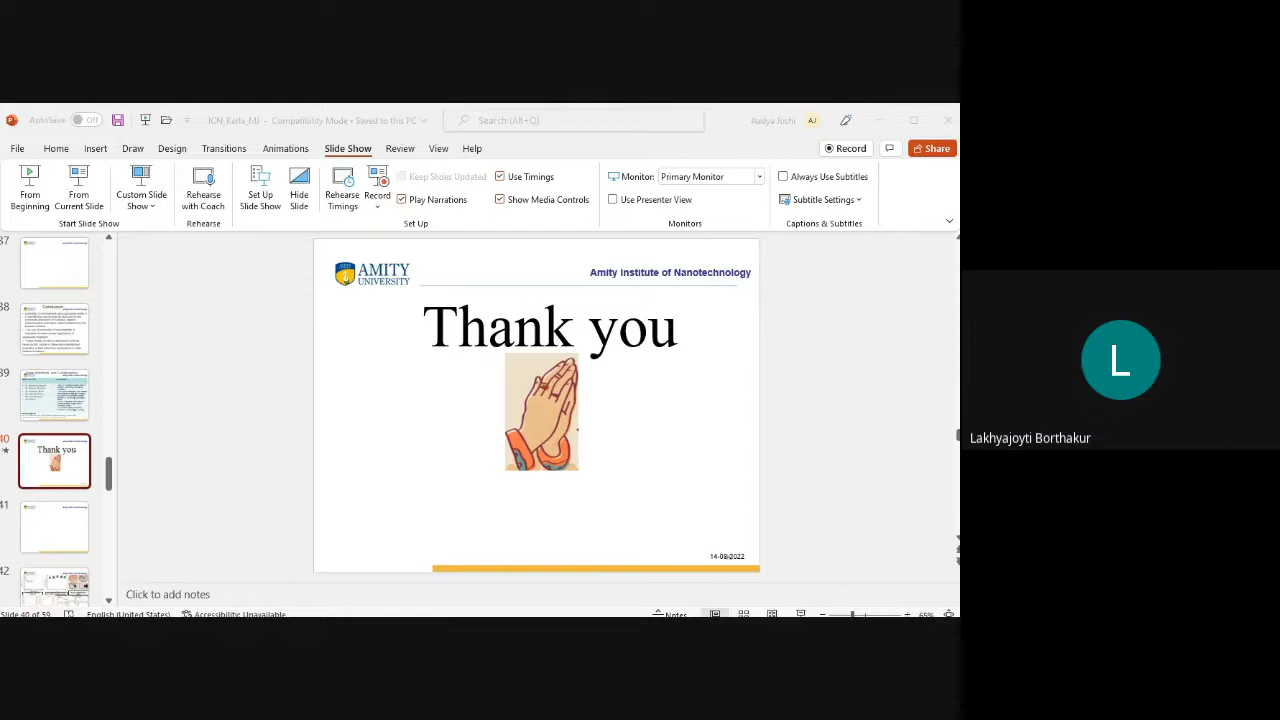 AutoSave Off ICN_Kerla_MJ - Compatibility Mode • Saved to this PC Search (Alt+Q) Aadya Joshi AJ
File Home Insert Draw Design Transitions Animations Slide Show Review View Help Record Share
From Beginning
From Current Slide
Custom Slide Show
Start Slide Show
Rehearse with Coach
Rehearse
Set Up Slide Show
Hide Slide
Rehearse Timings
Record
Keep Slides Updated
Play Narrations
Use Timings
Show Media Controls
Set Up
Monitor: Primary Monitor
Use Presenter View
Monitors
Always Use Subtitles
Subtitle Settings
Captions & Subtitles
37
38
Conclusion
39
40
Thank you
41
42
AMITY
UNIVERSITY
Amity Institute of Nanotechnology
Thank you
14-08-2022
Click to add notes
Slide 40 of 59 English (United States) Accessibility: Unavailable Notes 65%
L
Lakhyajoyti Borthakur